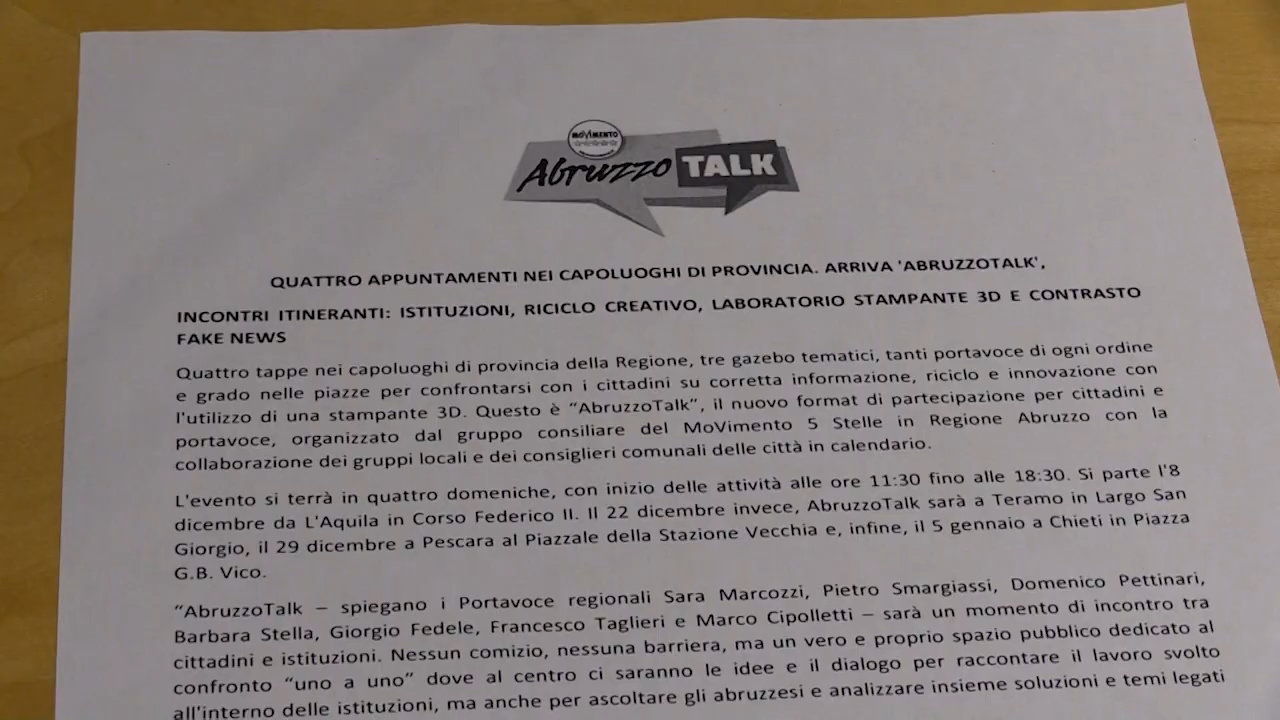 MOVIMENTO
Abruzzo TALK
QUATTRO APPUNTAMENTI NEI CAPOLUOGHI DI PROVINCIA. ARRIVA 'ABRUZZOTALK',
INCONTRI ITINERANTI: ISTITUZIONI, RICICLO CREATIVO, LABORATORIO STAMPANTE 3D E CONTRASTO
FAKE NEWS
Quattro tappe nei capoluoghi di provincia della Regione, tre gazebo tematici, tanti portavoce di ogni ordine
e grado nelle piazze per confrontarsi con i cittadini su corretta informazione, riciclo e innovazione con
l'utilizzo di una stampante 3D. Questo è “AbruzzoTalk”, il nuovo format di partecipazione per cittadini e
portavoce, organizzato dal gruppo consiliare del MoVimento 5 Stelle in Regione Abruzzo con la
collaborazione dei gruppi locali e dei consiglieri comunali delle città in calendario.
L'evento si terrà in quattro domeniche, con inizio delle attività alle ore 11:30 fino alle 18:30. Si parte l'8
dicembre da L'Aquila in Corso Federico II. Il 22 dicembre invece, AbruzzoTalk sarà a Teramo in Largo San
Giorgio, il 29 dicembre a Pescara al Piazzale della Stazione Vecchia e, infine, il 5 gennaio a Chieti in Piazza
G.B. Vico.
“AbruzzoTalk – spiegano i Portavoce regionali Sara Marcozzi, Pietro Smargiassi, Domenico Pettinari,
Barbara Stella, Giorgio Fedele, Francesco Taglieri e Marco Cipolletti – sarà un momento di incontro tra
cittadini e istituzioni. Nessun comizio, nessuna barriera, ma un vero e proprio spazio pubblico dedicato al
confronto “uno a uno” dove al centro ci saranno le idee e il dialogo per raccontare il lavoro svolto
all'interno delle istituzioni, ma anche per ascoltare gli abruzzesi e analizzare insieme soluzioni e temi legati